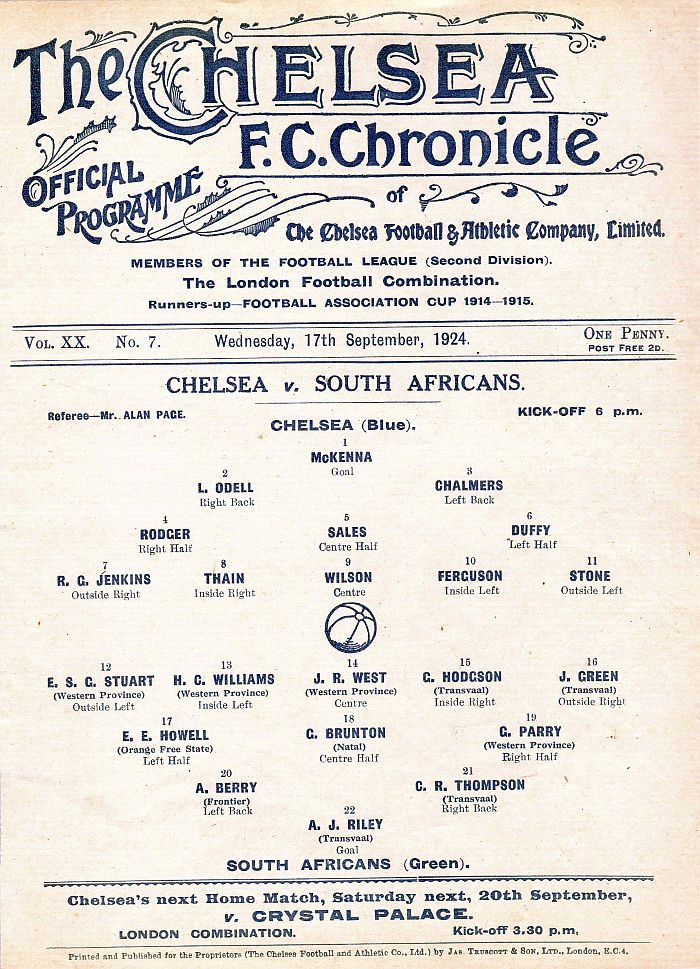 The CHELSEA
F.C. Chronicle
OFFICIAL
PROGRAMME
of
The Chelsea Football & Athletic Company, Limited.
MEMBERS OF THE FOOTBALL LEAGUE (Second Division).
The London Football Combination.
Runners-up—FOOTBALL ASSOCIATION CUP 1914—1915.
VOL. XX. No. 7. Wednesday, 17th September, 1924. ONE PENNY.
POST FREE 2D.
CHELSEA v. SOUTH AFRICANS.
Referee—Mr. ALAN PAGE. KICK-OFF 6 p.m.
CHELSEA (Blue).
1
McKENNA
Goal
2 3
L. ODELL CHALMERS
Right Back Left Back
4 5 6
RODGER SALES DUFFY
Right Half Centre Half Left Half
7 8 9 10 11
R. G. JENKINS THAIN WILSON FERGUSON STONE
Outside Right Inside Right Centre Inside Left Outside Left
12 13 14 15 16
E. S. G. STUART H. C. WILLIAMS J. R. WEST G. HODGSON J. GREEN
(Western Province) (Western Province) (Western Province) (Transvaal) (Transvaal)
Outside Left Inside Left Centre Inside Right Outside Right
17 18 19
E. E. HOWELL C. BRUNTON G. PARRY
(Orange Free State) (Natal) (Western Province)
Left Half Centre Half Right Half
20 21
A. BERRY C. R. THOMPSON
(Frontier) (Transvaal)
Left Back Right Back
22
A. J. RILEY
(Transvaal)
Goal
SOUTH AFRICANS (Green).
Chelsea's next Home Match, Saturday next, 20th September,
v. CRYSTAL PALACE.
LONDON COMBINATION. Kick-off 3.30 p.m.
Printed and Published for the Proprietors (The Chelsea Football and Athletic Co., Ltd.) by JAS. TRUSCOTT & SON, LTD., London, E.C.4.